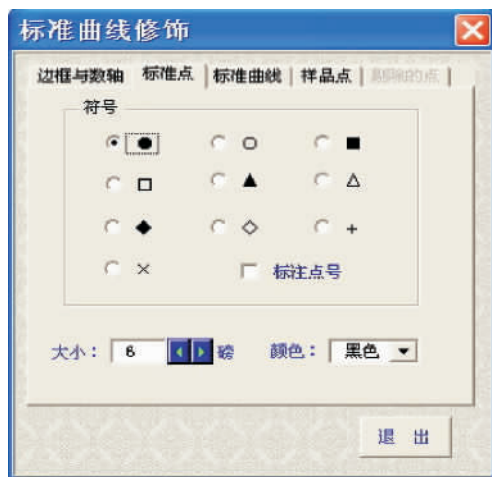 标准曲线修饰
边框与数轴 标准点 标准曲线 样品点 剔除的点
符号
标注点号
大小: 6 磅 颜色: 黑色
退 出